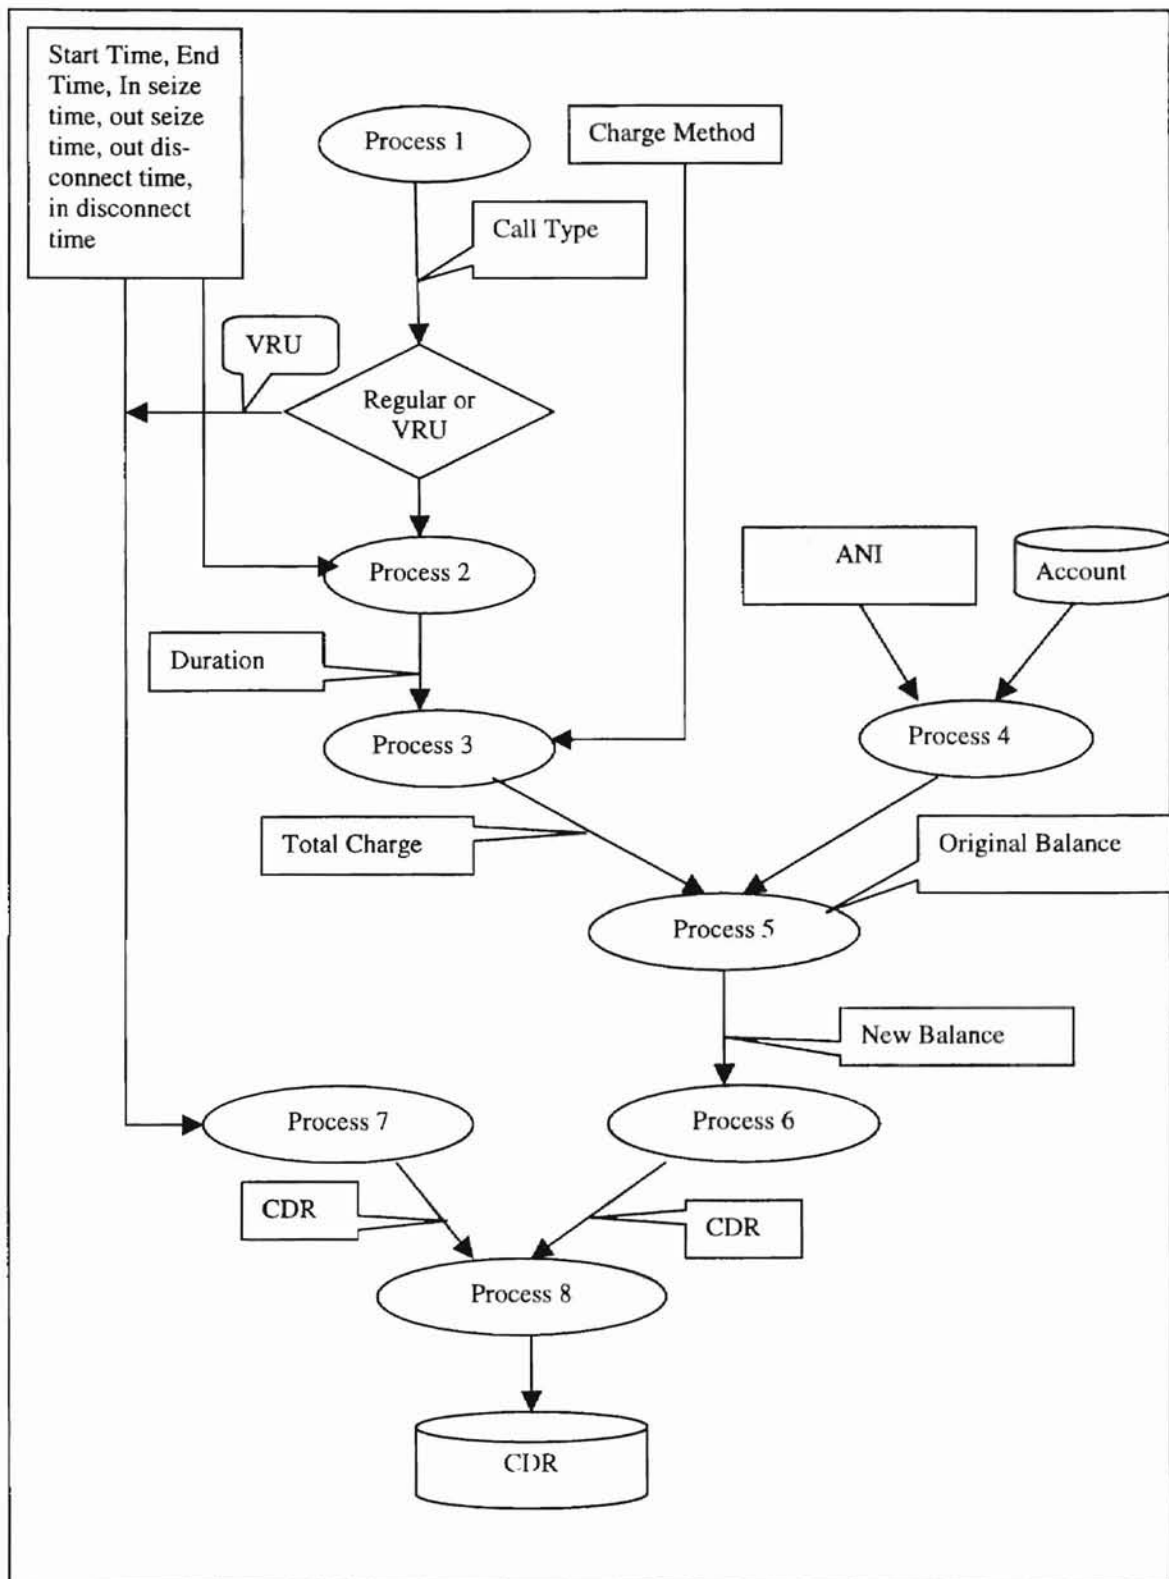 Start Time, End
Time, In seize
time, out seize
time, out dis-
connect time,
in disconnect
time
Process 1
Charge Method
Call Type
VRU
Regular or
VRU
Process 2
ANI
Account
Duration
Process 3
Process 4
Total Charge
Original Balance
Process 5
New Balance
Process 7
Process 6
CDR
CDR
Process 8
CDR